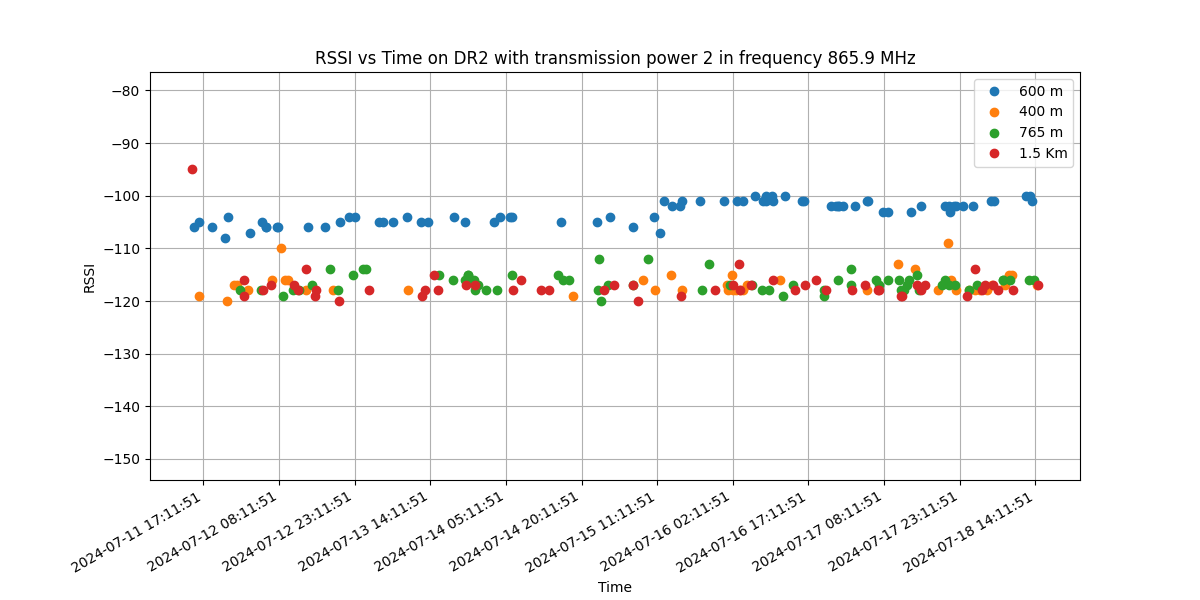 RSSI vs Time on DR2 with transmission power 2 in frequency 865.9 MHz
600 m
400 m
765 m
1.5 Km
−80
−90
−100
−110
−120
−130
−140
−150
RSSI
2024-07-11 17:11:51
2024-07-12 08:11:51
2024-07-12 23:11:51
2024-07-13 14:11:51
2024-07-14 05:11:51
2024-07-14 20:11:51
2024-07-15 11:11:51
2024-07-16 02:11:51
2024-07-16 17:11:51
2024-07-17 08:11:51
2024-07-17 23:11:51
2024-07-18 14:11:51
Time